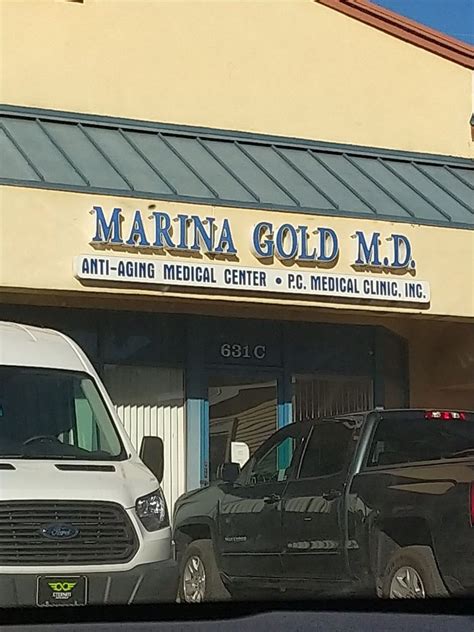 MARINA GOLD M.D.
ANTI-AGING MEDICAL CENTER • P.C. MEDICAL CLINIC, INC.
631C
Ford